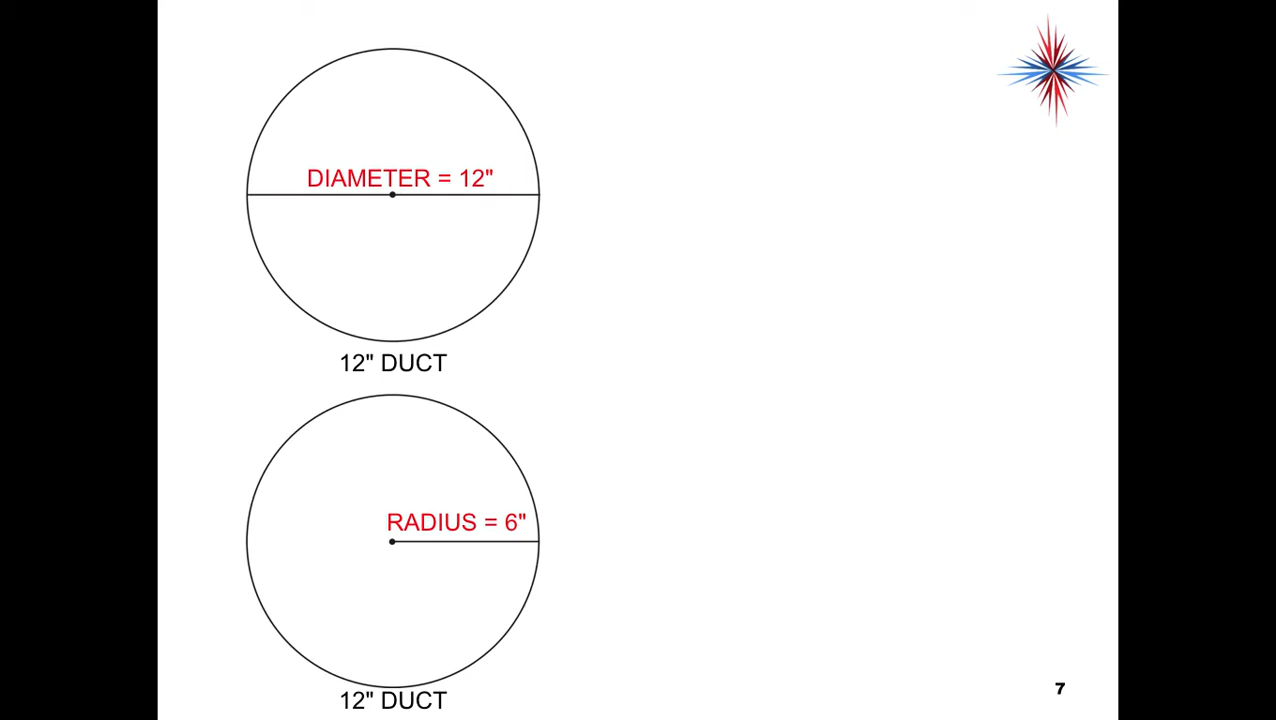 DIAMETER = 12"
12" DUCT
RADIUS = 6"
12" DUCT
7